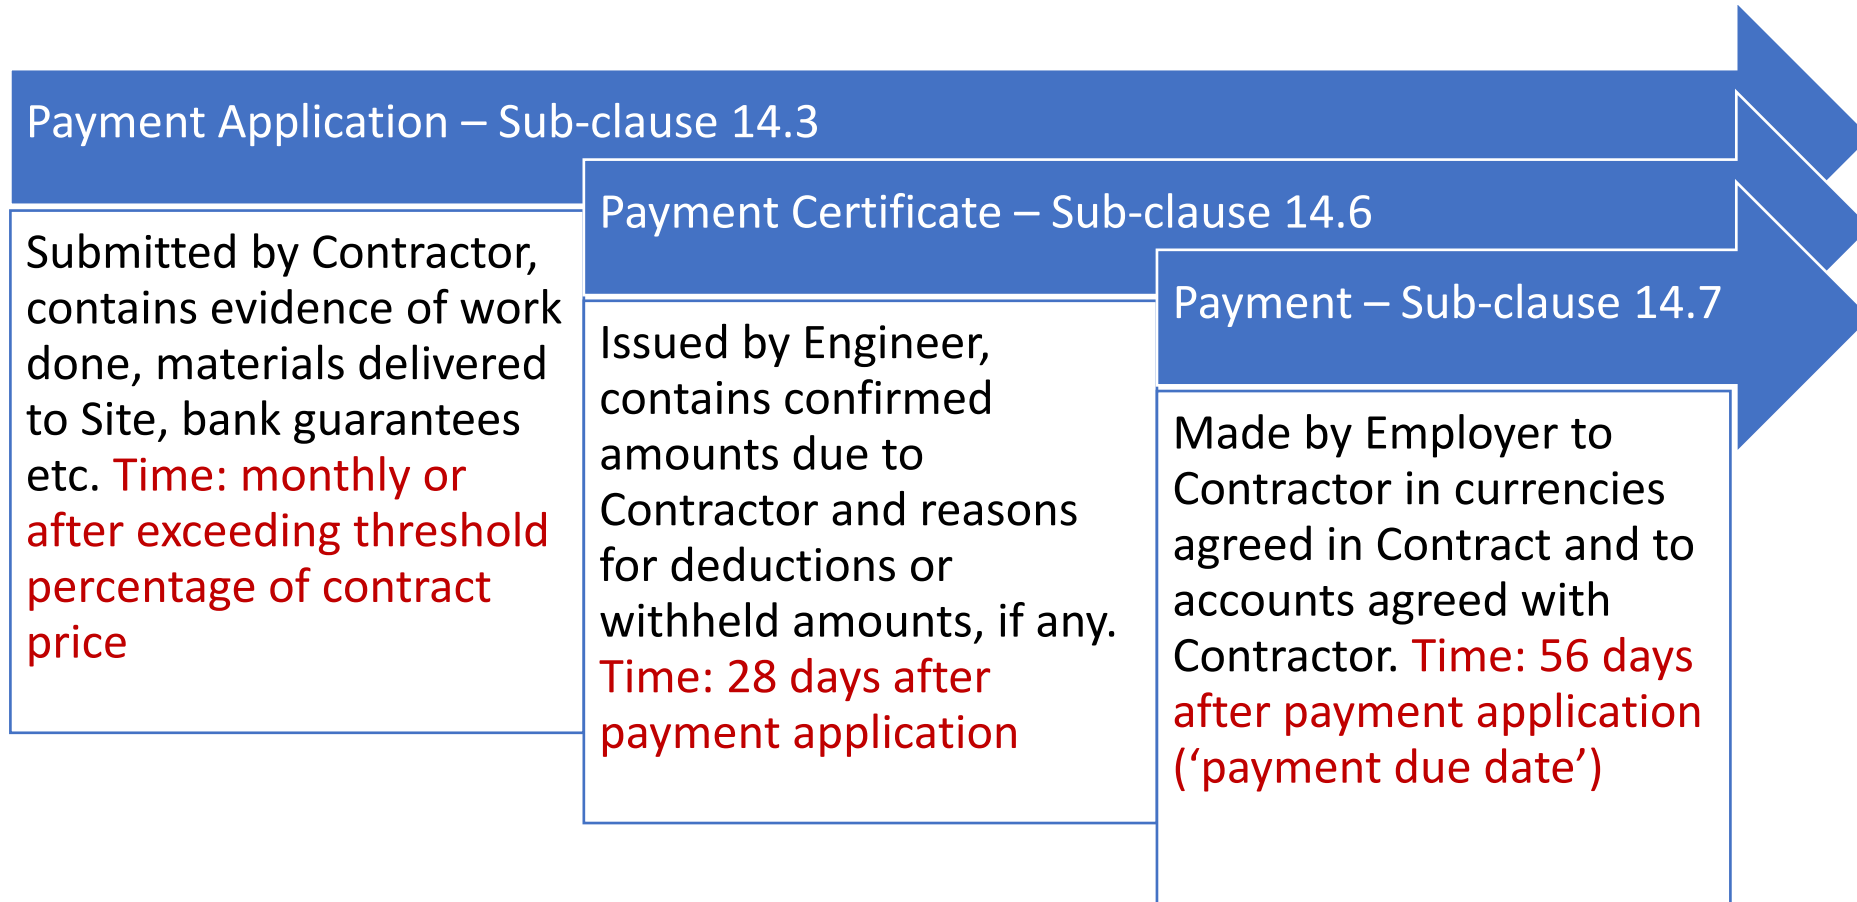 Payment Application – Sub-clause 14.3
Submitted by Contractor,
contains evidence of work
done, materials delivered
to Site, bank guarantees
etc. Time: monthly or
after exceeding threshold
percentage of contract
price
Payment Certificate – Sub-clause 14.6
Issued by Engineer,
contains confirmed
amounts due to
Contractor and reasons
for deductions or
withheld amounts, if any.
Time: 28 days after
payment application
Payment – Sub-clause 14.7
Made by Employer to
Contractor in currencies
agreed in Contract and to
accounts agreed with
Contractor. Time: 56 days
after payment application
(‘payment due date’)